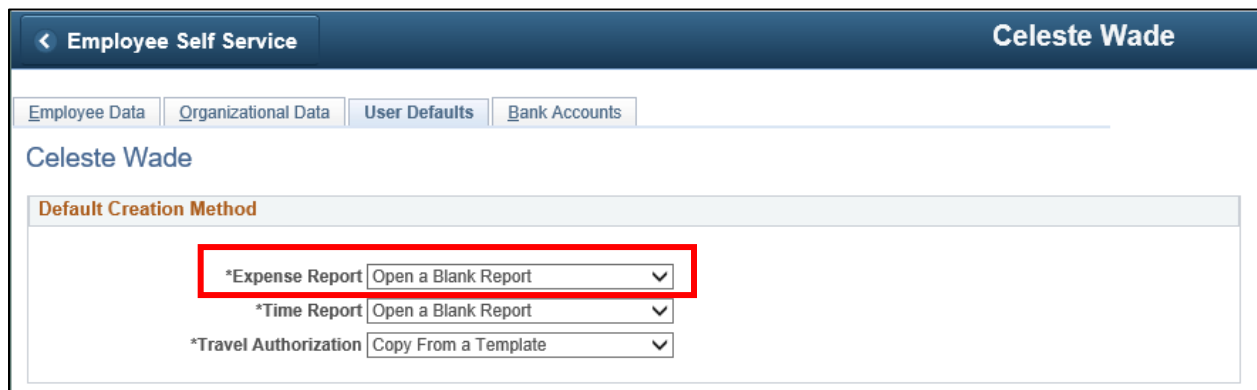 Employee Self Service
Celeste Wade
Employee Data Organizational Data User Defaults Bank Accounts
Celeste Wade
Default Creation Method
*Expense Report Open a Blank Report
*Time Report Open a Blank Report
*Travel Authorization Copy From a Template